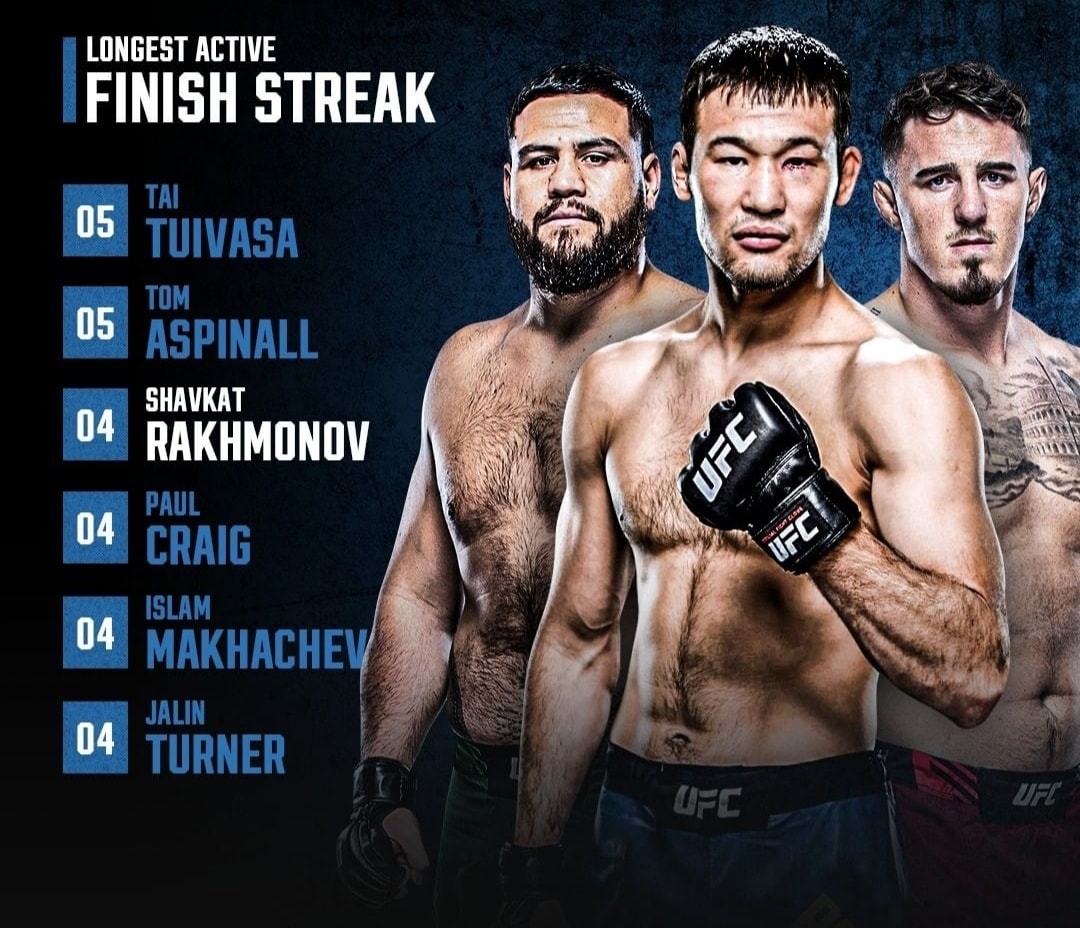 LONGEST ACTIVE
FINISH STREAK
05
TAI
TUIVASA
05
TOM
ASPINALL
04
SHAVKAT
RAKHMONOV
04
PAUL
CRAIG
04
ISLAM
MAKHACHEV
04
JALIN
TURNER
UFC
UFC
UFC
UFC